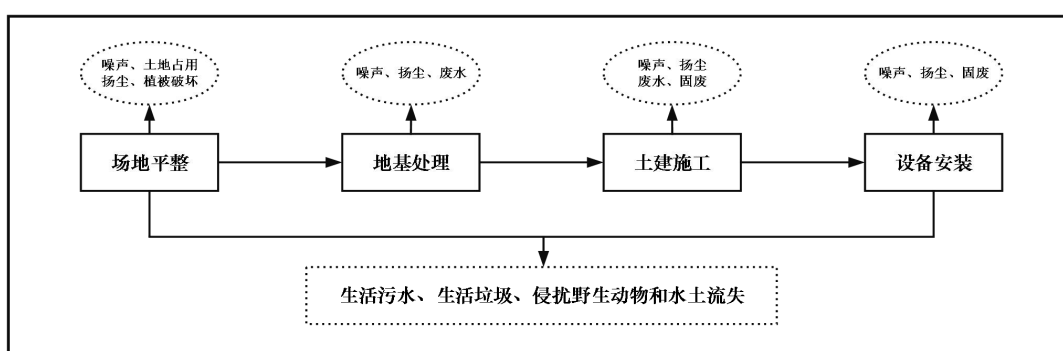 噪声、土地占用
扬尘、植被破坏
噪声、扬尘、废水
噪声、扬尘
废水、固废
噪声、扬尘、固废
场地平整
地基处理
土建施工
设备安装
生活污水、生活垃圾、侵扰野生动物和水土流失